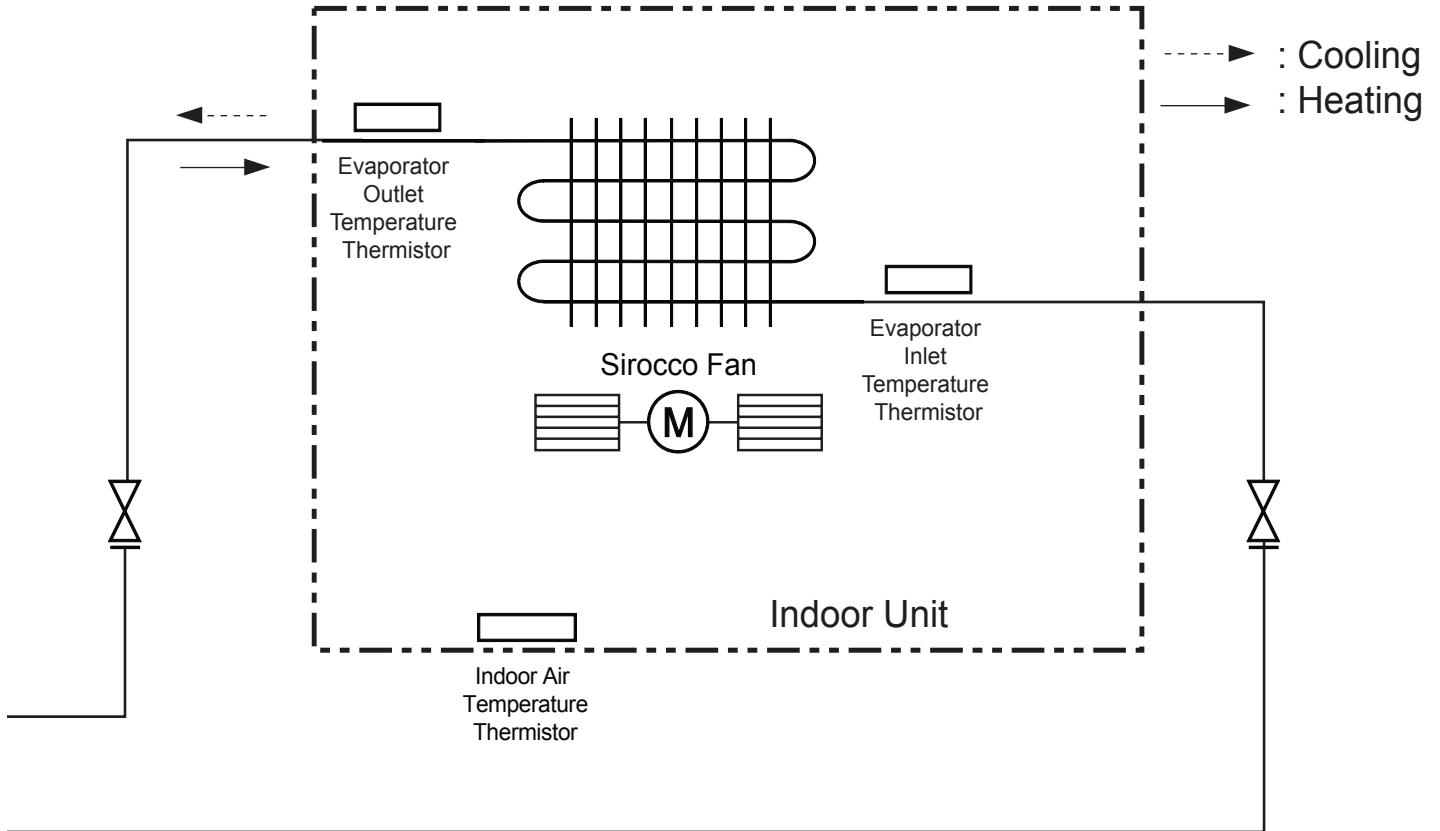 : Cooling
: Heating
Evaporator
Outlet
Temperature
Thermistor
Evaporator
Inlet
Temperature
Thermistor
Sirocco Fan
M
Indoor Unit
Indoor Air
Temperature
Thermistor